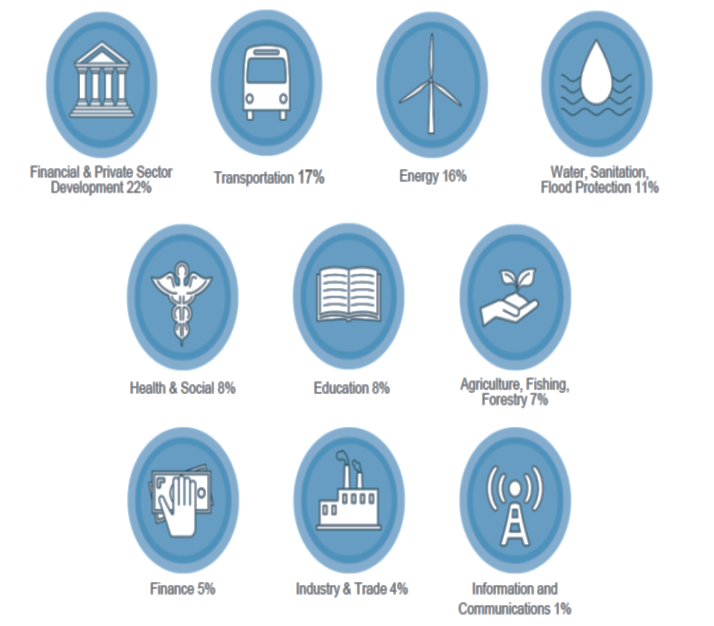 Financial & Private Sector
Development 22%
Transportation 17%
Energy 16%
Water, Sanitation,
Flood Protection 11%
Health & Social 8%
Education 8%
Agriculture, Fishing,
Forestry 7%
Finance 5%
Industry & Trade 4%
Information and
Communications 1%